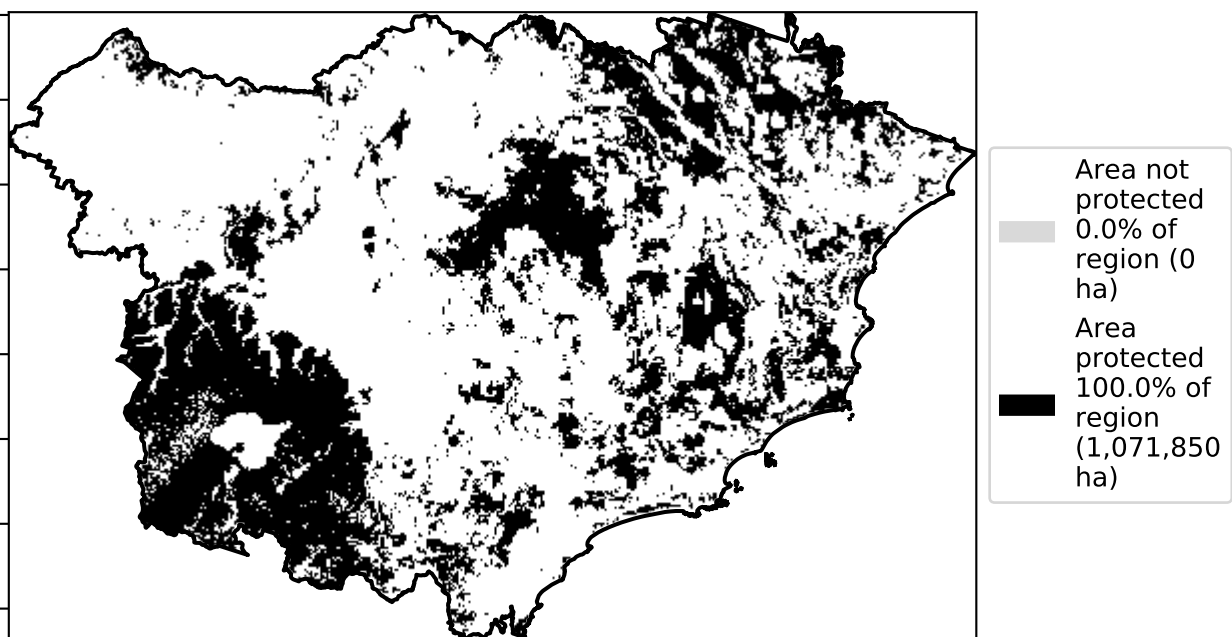 Area not
protected
0.0% of
region (0
ha)
Area
protected
100.0% of
region
(1,071,850
ha)